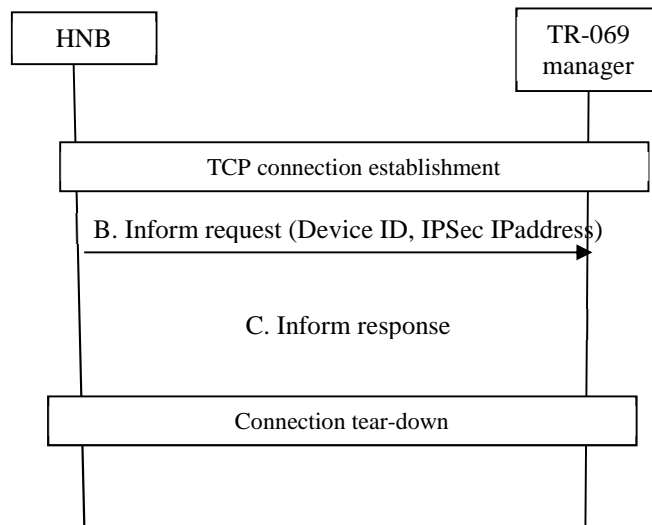 HNB
TR-069
manager
TCP connection establishment
B. Inform request (Device ID, IPSec IPaddress)
C. Inform response
Connection tear-down